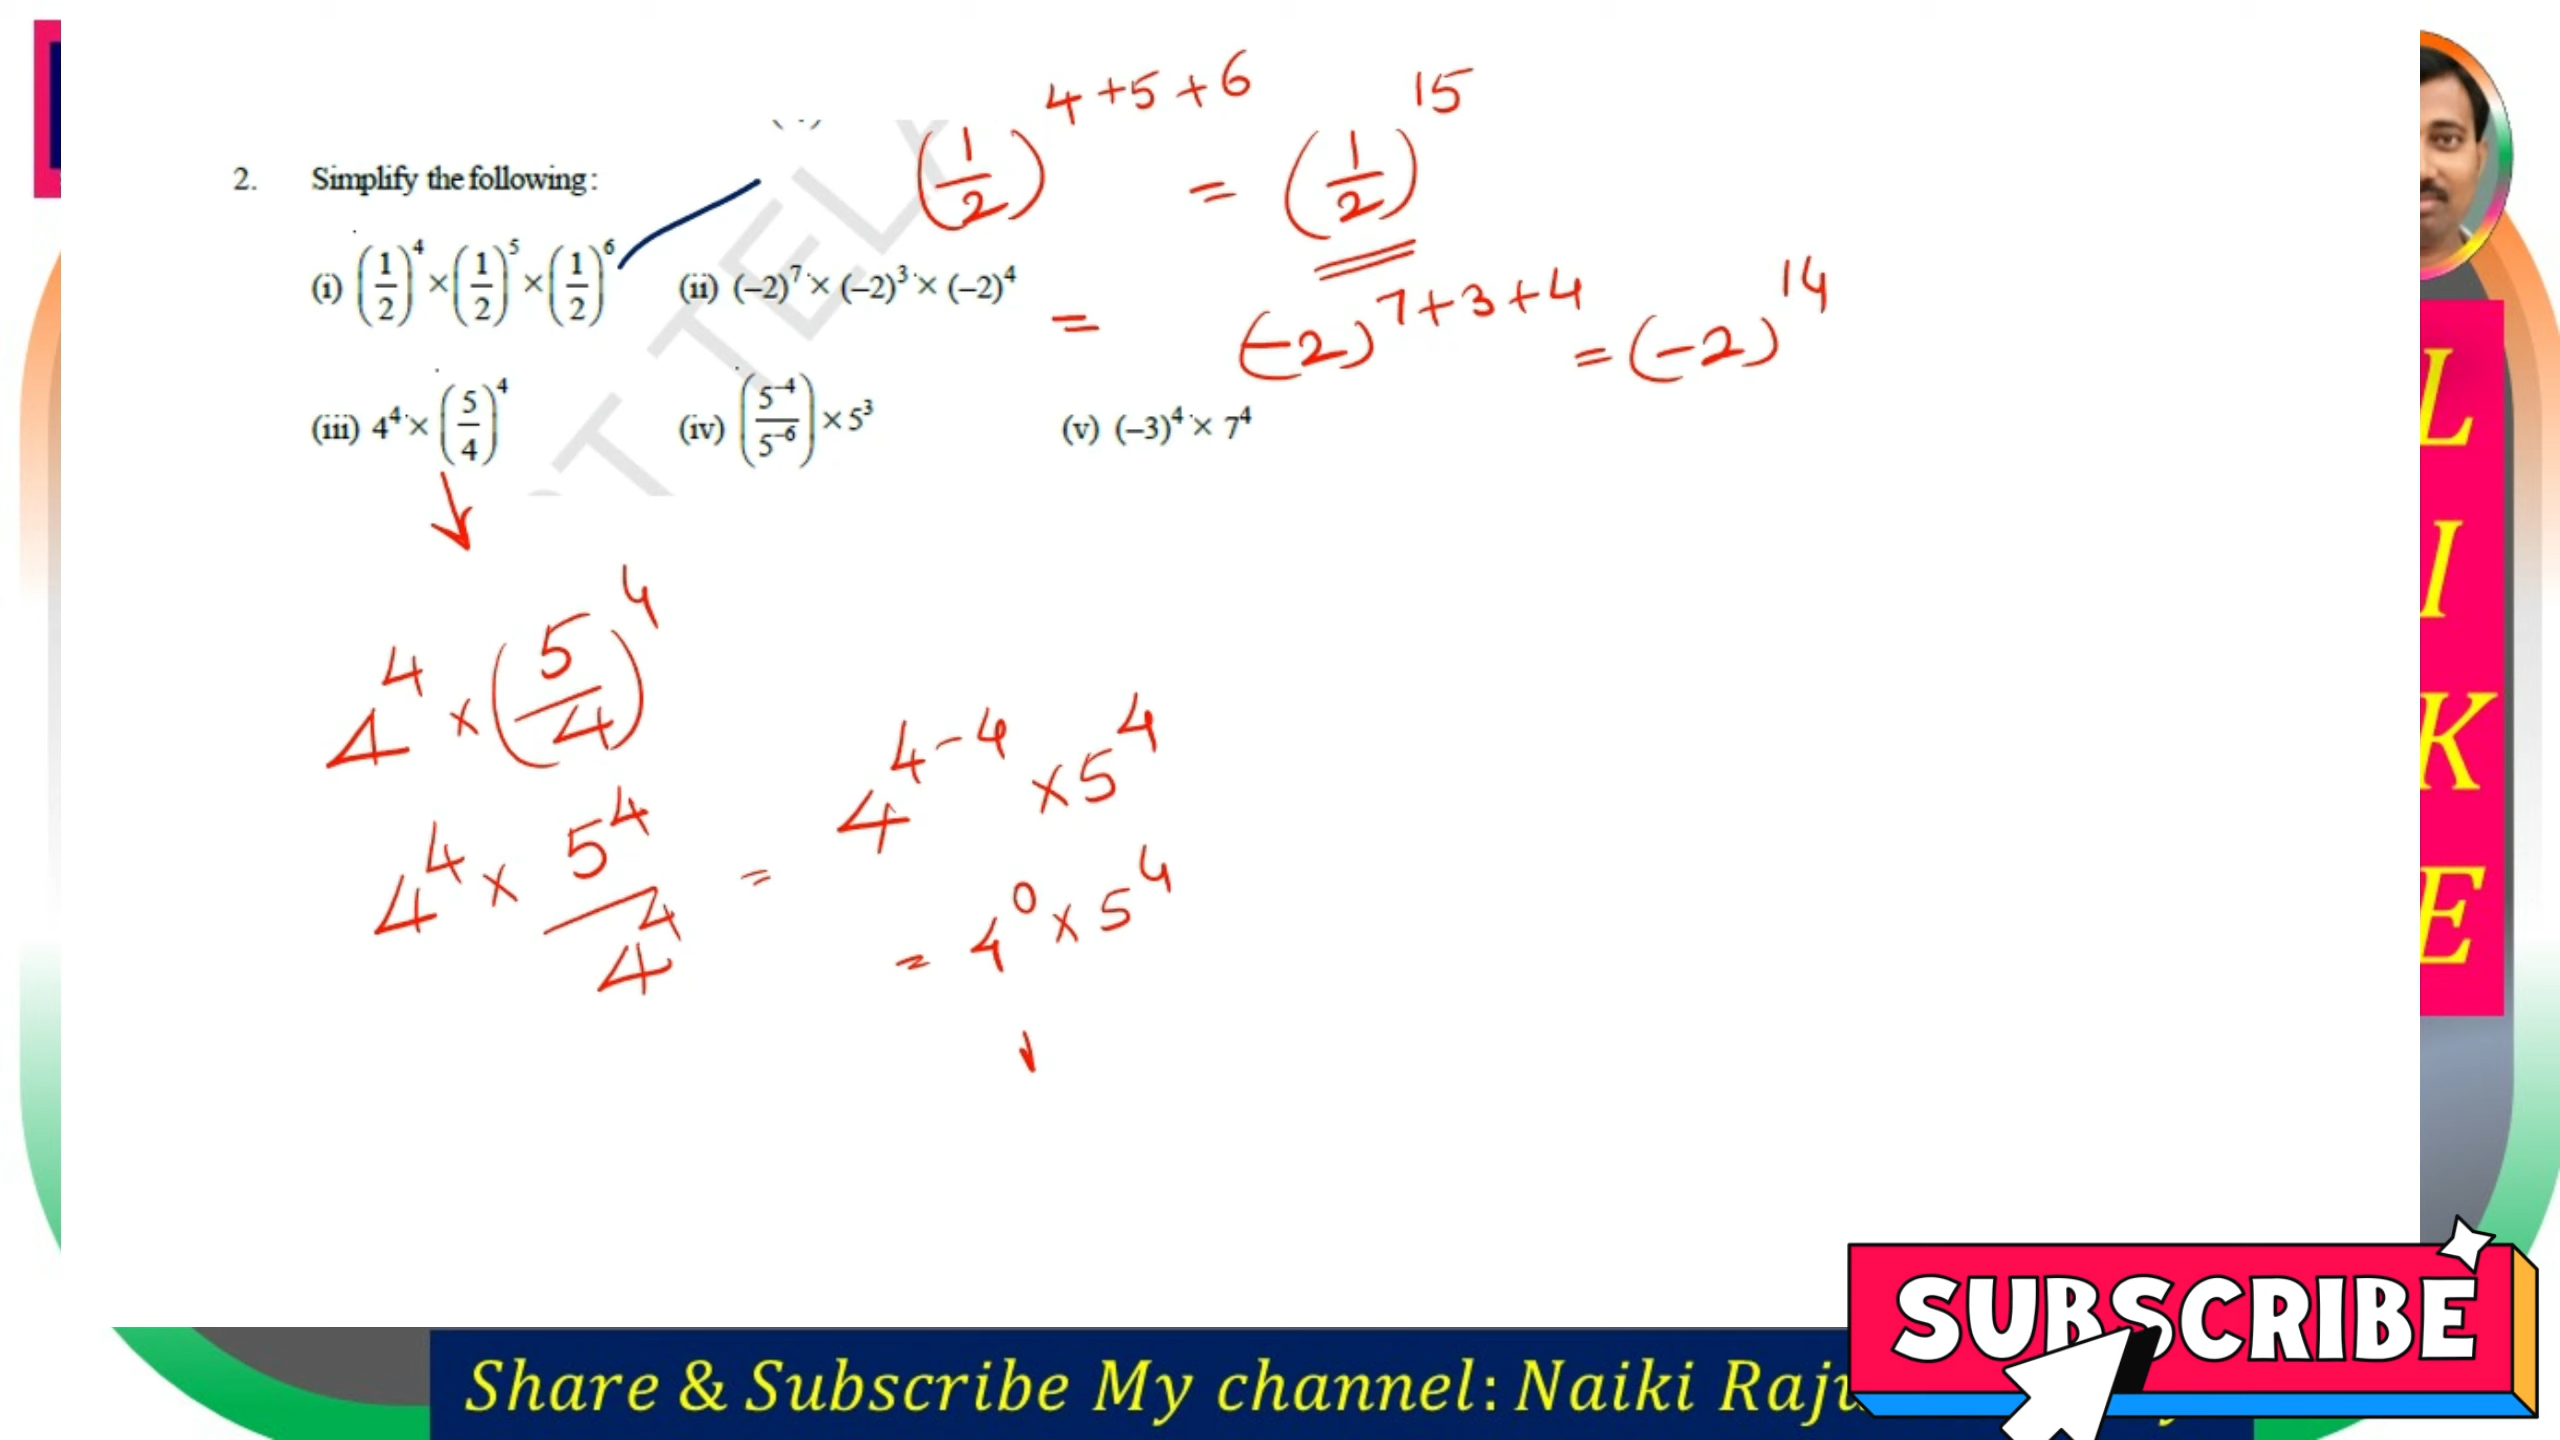 (1/2)^{4+5+6} = (1/2)^{15}
2. Simplify the following:
(i) (1/2)^4 × (1/2)^5 × (1/2)^6 (ii) (–2)^7 × (–2)^3 × (–2)^4
= (-2)^{7+3+4} = (-2)^{14}
(iii) 4^4 × (5/4)^4 (iv) (5^{–4}/5^{–6}) × 5^3 (v) (–3)^4 × 7^4
4^4 × (5/4)^4
4^4 × 5^4/4^4 = 4^{4-4} × 5^4
= 4^0 × 5^4
L
I
K
E
SUBSCRIBE
Share & Subscribe My channel: Naiki Raju